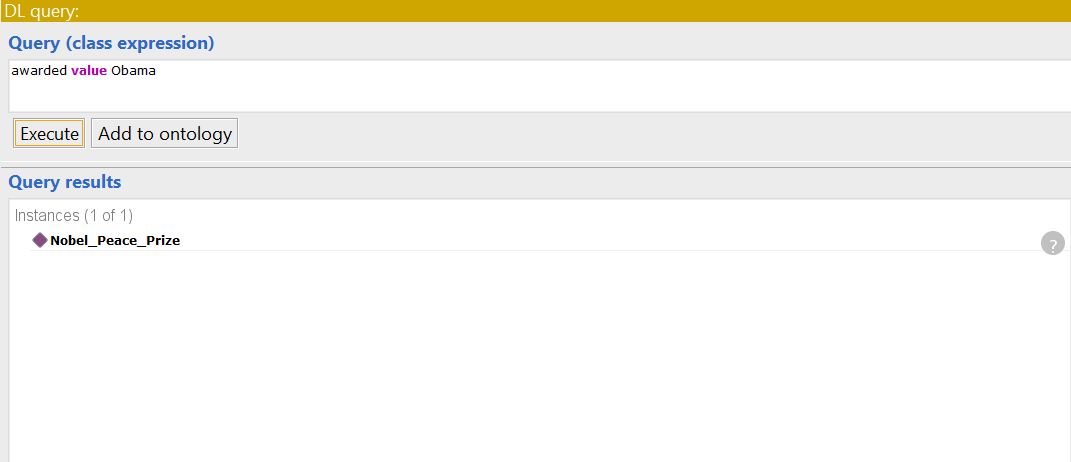 DL query:
Query (class expression)
awarded value Obama
Execute Add to ontology
Query results
Instances (1 of 1)
Nobel_Peace_Prize
?